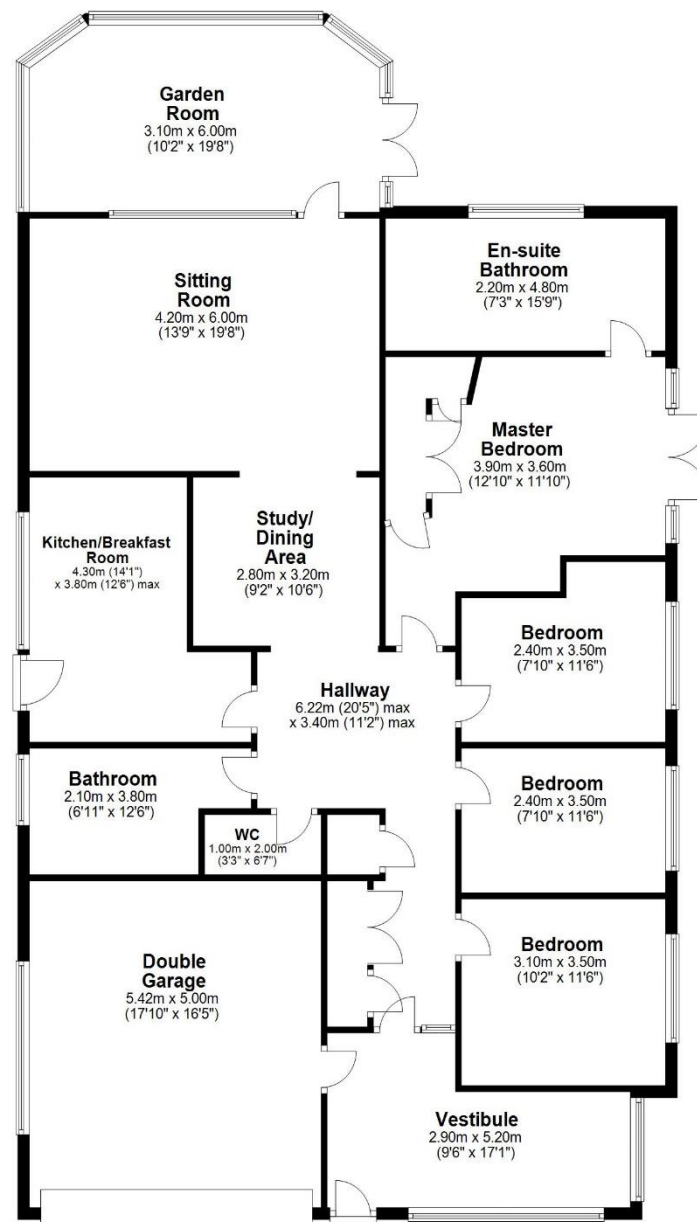 Garden
Room
3.10m x 6.00m
(10'2" x 19'8")
Sitting
Room
4.20m x 6.00m
(13'9" x 19'8")
En-suite
Bathroom
2.20m x 4.80m
(7'3" x 15'9")
Master
Bedroom
3.90m x 3.60m
(12'10" x 11'10")
Kitchen/Breakfast
Room
4.30m (14'1")
x 3.80m (12'6") max
Study/
Dining
Area
2.80m x 3.20m
(9'2" x 10'6")
Bedroom
2.40m x 3.50m
(7'10" x 11'6")
Hallway
6.22m (20'5") max
x 3.40m (11'2") max
Bathroom
2.10m x 3.80m
(6'11" x 12'6")
Bedroom
2.40m x 3.50m
(7'10" x 11'6")
WC
1.00m x 2.00m
(3'3" x 6'7")
Double
Garage
5.42m x 5.00m
(17'10" x 16'5")
Bedroom
3.10m x 3.50m
(10'2" x 11'6")
Vestibule
2.90m x 5.20m
(9'6" x 17'1")